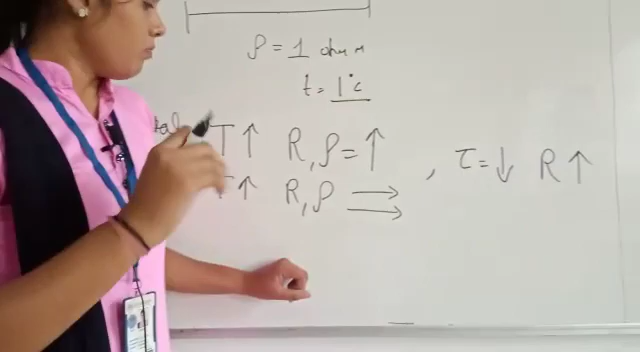 ρ = 1 ohm m
t = 1°C
T ↑ R, ρ = ↑ , τ = ↓ R ↑
T ↑ R, ρ →